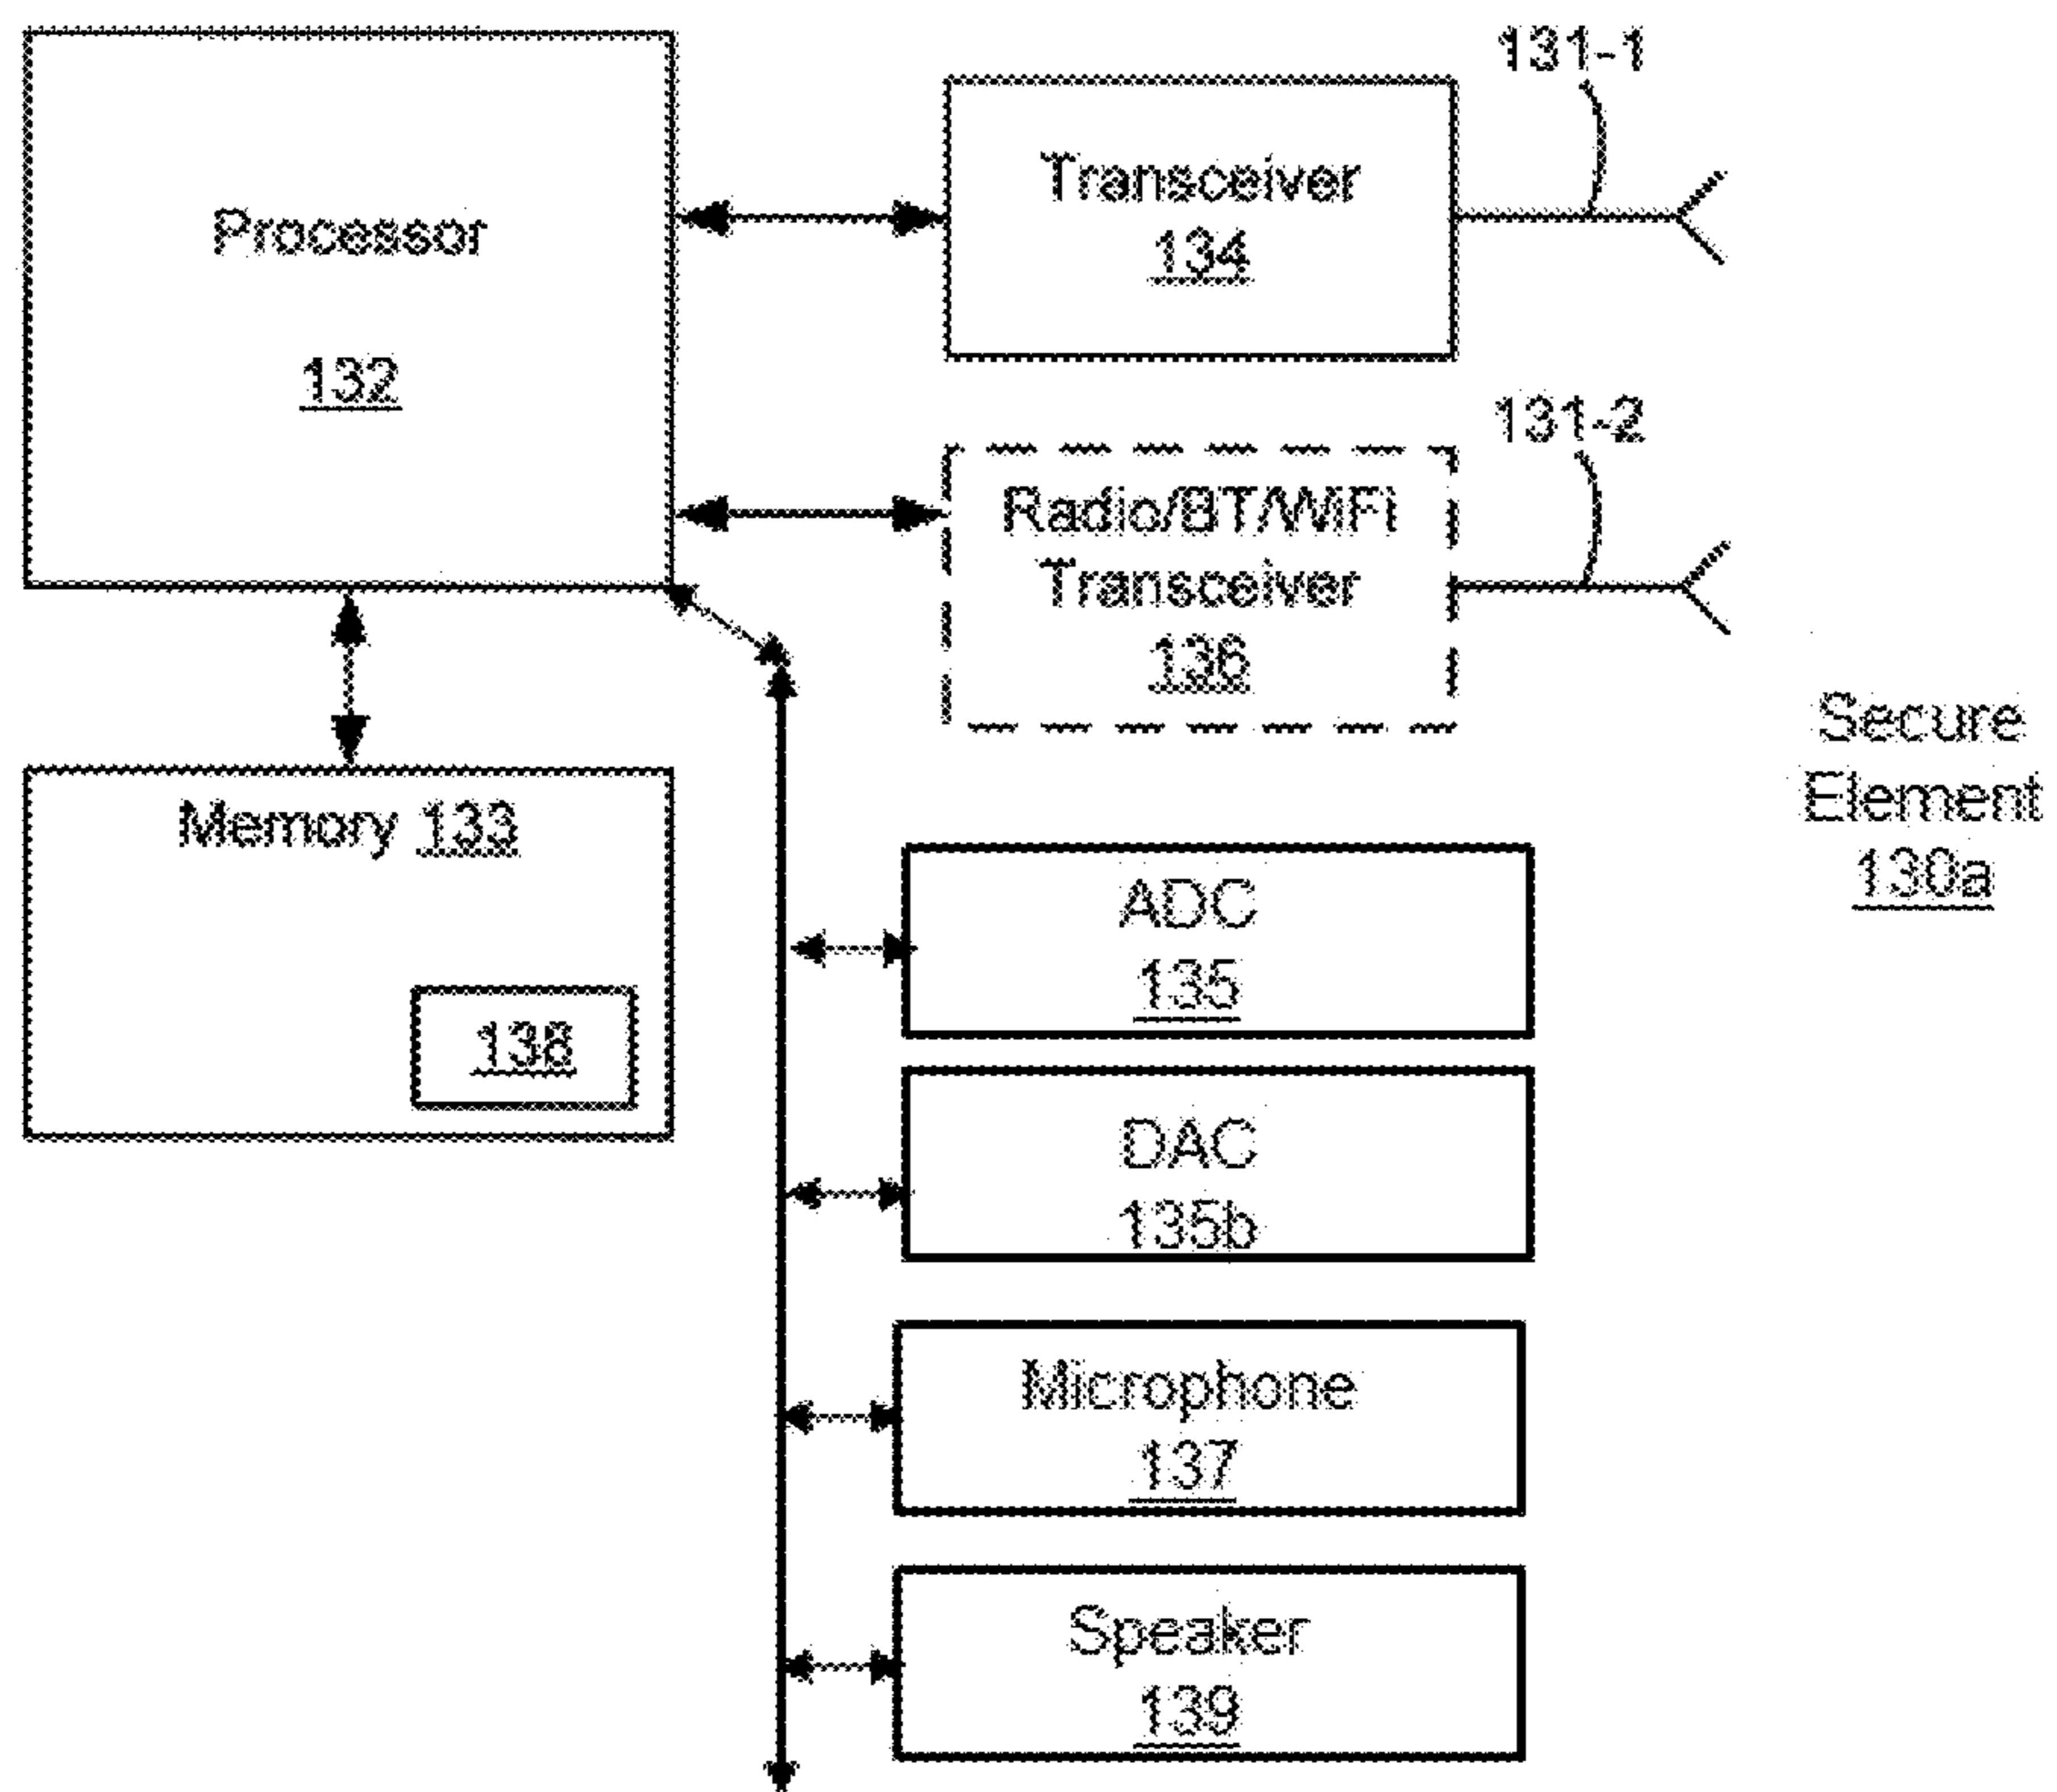 Processor
132
Transceiver
134
131-1
Radio/BT/WiFi
Transceiver
136
131-2
Memory 133
138
Secure
Element
130a
ADC
135
DAC
135b
Microphone
137
Speaker
139